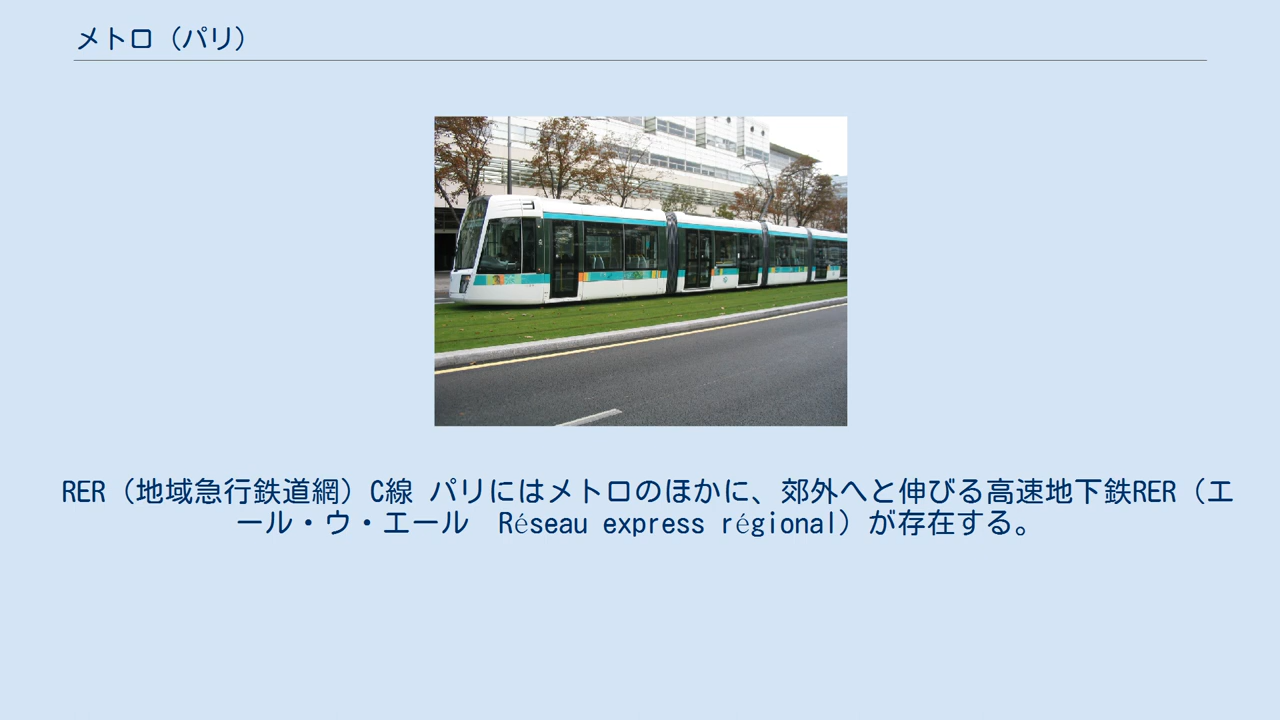 メトロ（パリ）
RER（地域急行鉄道網）C線 パリにはメトロのほかに、郊外へと伸びる高速地下鉄RER（エ
ール・ウ・エール　Réseau express régional）が存在する。